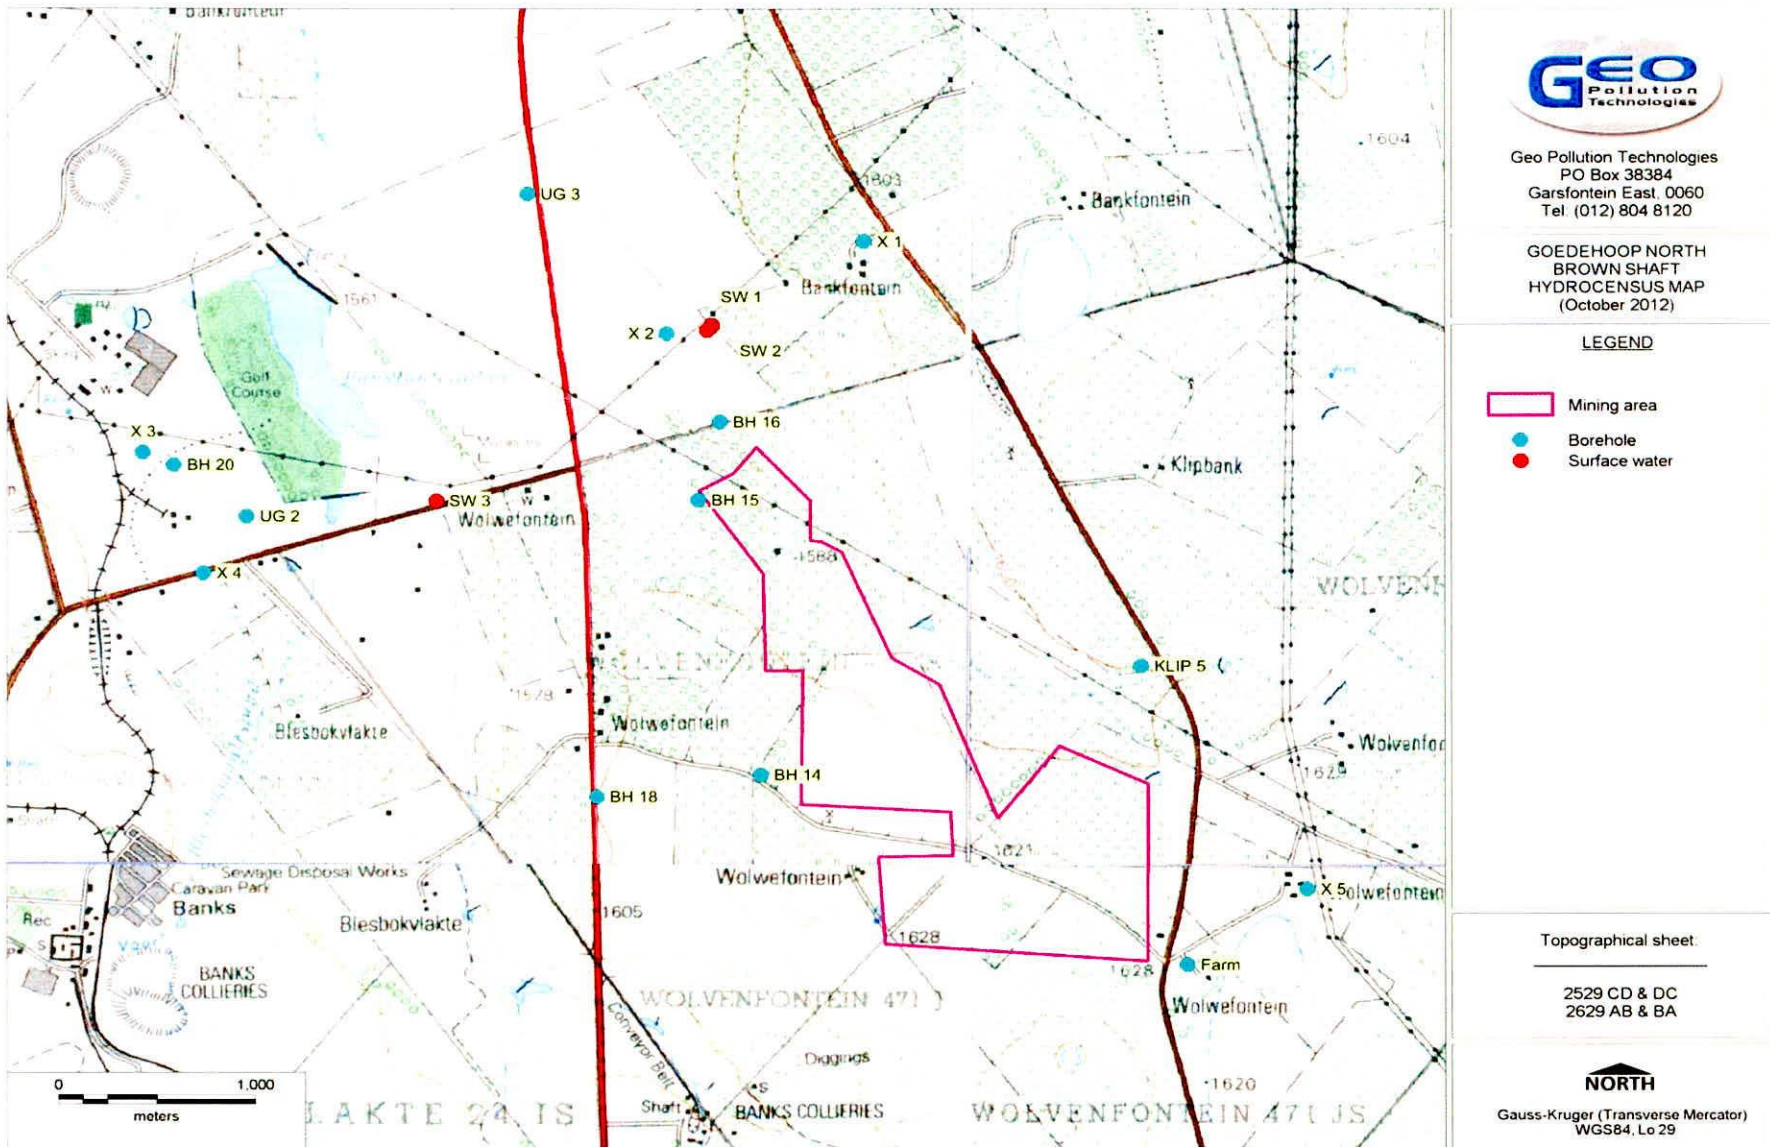 Bankfontein
UG 3
1603
1604
Bankfontein
X 1
Bankfontein
1561
SW 1
X 2
SW 2
Golf
Course
BH 16
X 3
BH 20
Klipbank
SW 3
W
Wolwefontein
BH 15
UG 2
1588
X 4
KLIP 5
1578
Wolwefontein
Blesbokvlakte
BH 14
BH 18
1629
1621
Sewage Disposal Works
Caravan Park
Banks
Rec
S
Wolwefontein
X 5
Wolwefontein
Blesbokvlakte
1605
1628
1628
Farm
BANKS
COLLIERIES
WOLVENFONTEIN 471 J
Wolwefontein
Conveyor Belt
Diggings
1620
S
Shaft
BANKS COLLIERIES
LAKTE 24 IS
WOLVENFONTEIN 471 JS
0 1,000
meters
GEO
Pollution
Technologies
Geo Pollution Technologies
PO Box 38384
Garsfontein East, 0060
Tel. (012) 804 8120
GOEDEHOOP NORTH
BROWN SHAFT
HYDROCENSUS MAP
(October 2012)
LEGEND
Mining area
Borehole
Surface water
Topographical sheet:
2529 CD & DC
2629 AB & BA
NORTH
Gauss-Kruger (Transverse Mercator)
WGS84, Lo 29